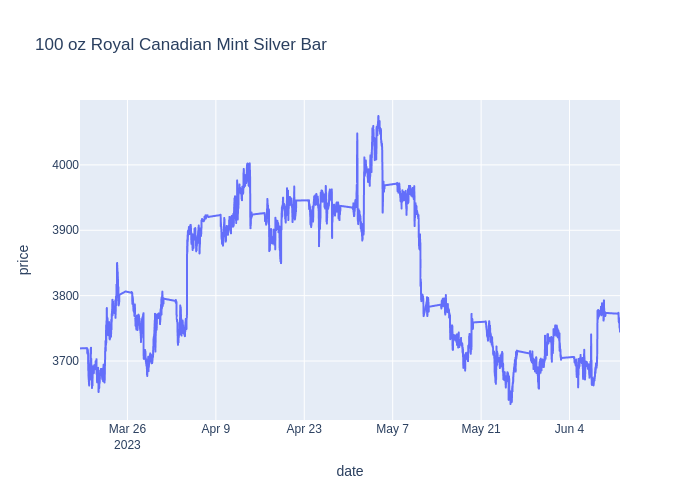 100 oz Royal Canadian Mint Silver Bar
4000
3900
3800
3700
price
Mar 26
2023
Apr 9
Apr 23
May 7
May 21
Jun 4
date